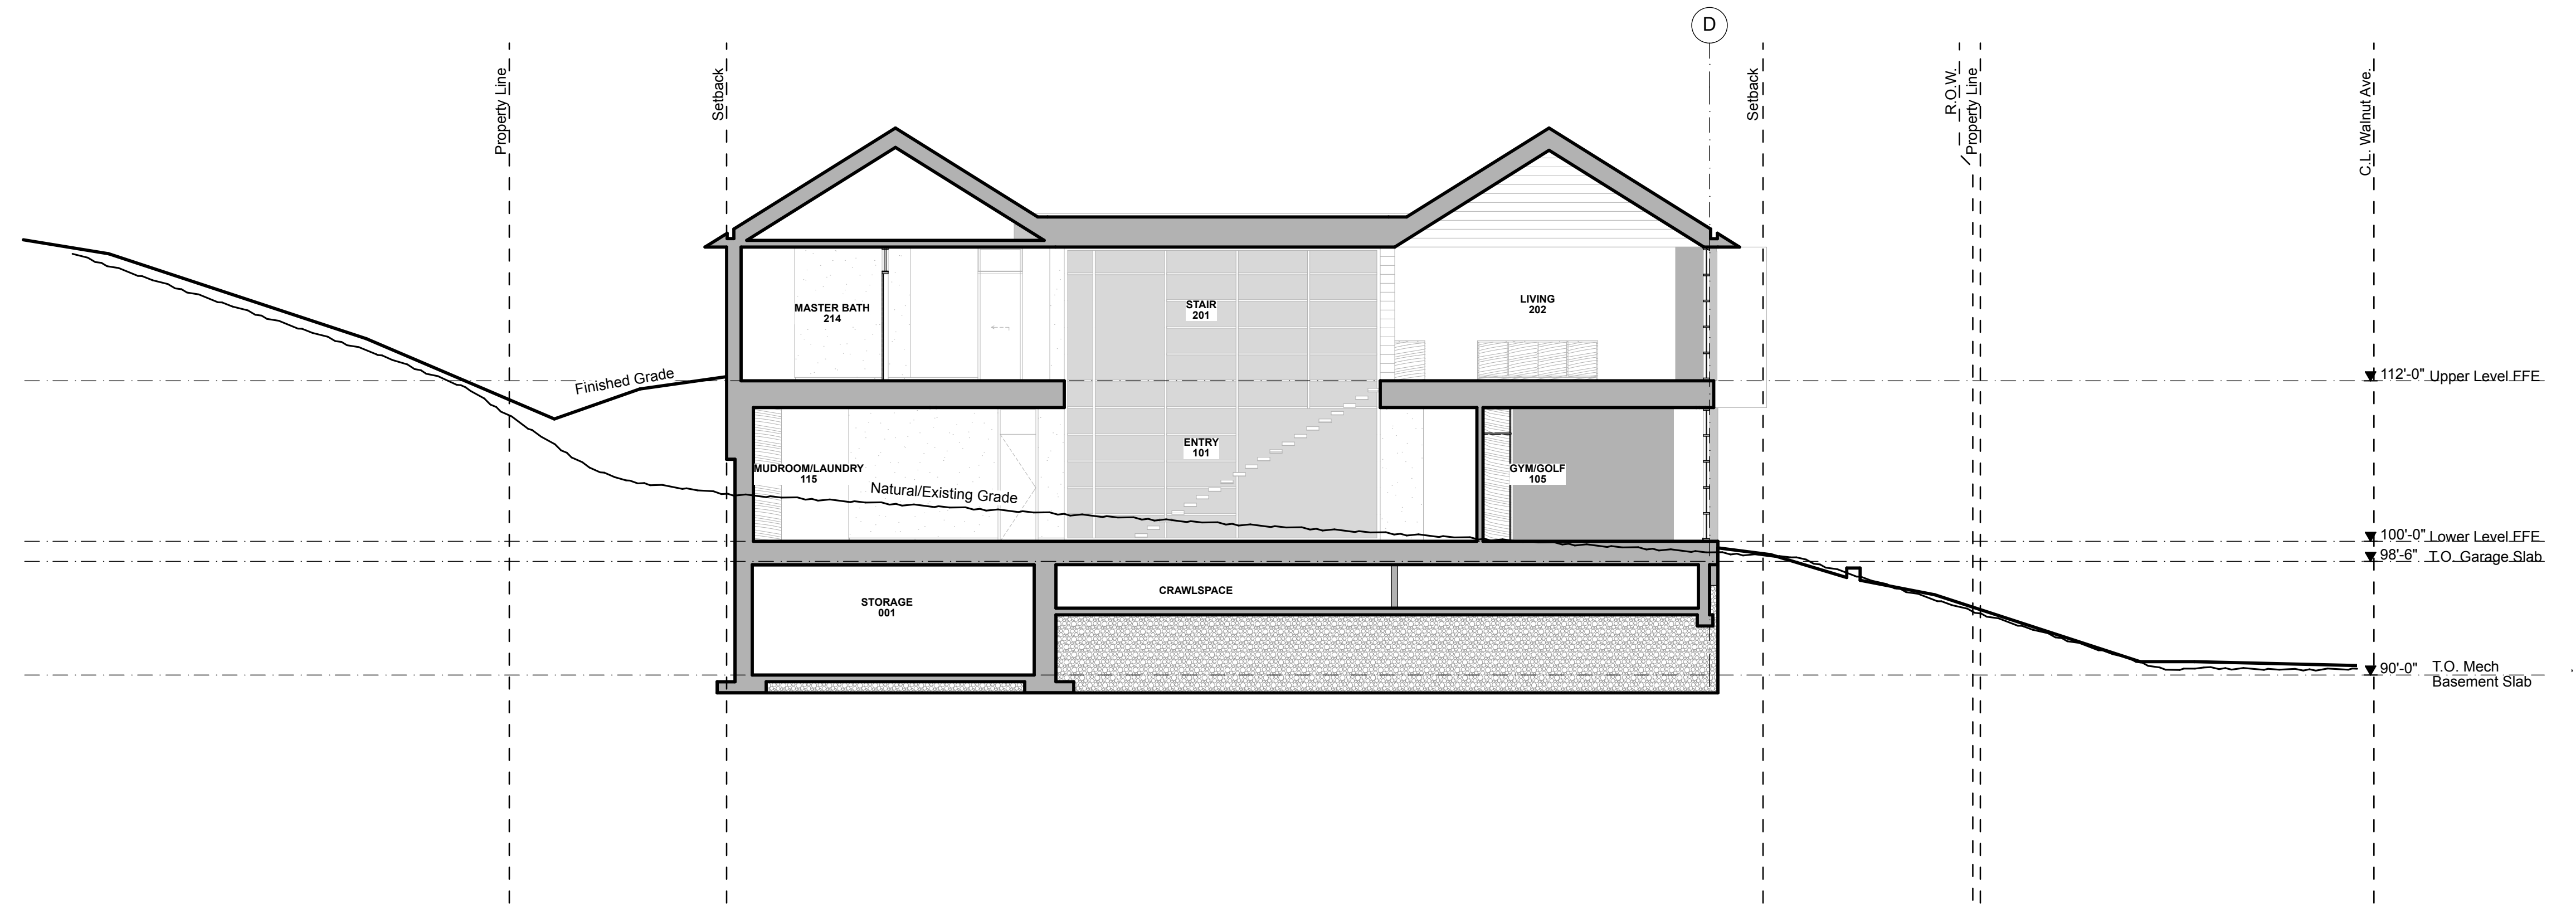 D
Property Line
Setback
Setback
R.O.W.
Property Line
C.L. Walnut Ave.
MASTER BATH
214
STAIR
201
LIVING
202
Finished Grade
112'-0" Upper Level FFE
MUDROOM/LAUNDRY
115
ENTRY
101
GYM/GOLF
105
Natural/Existing Grade
100'-0" Lower Level FFE
98'-6" T.O. Garage Slab
STORAGE
001
CRAWLSPACE
90'-0" T.O. Mech
Basement Slab